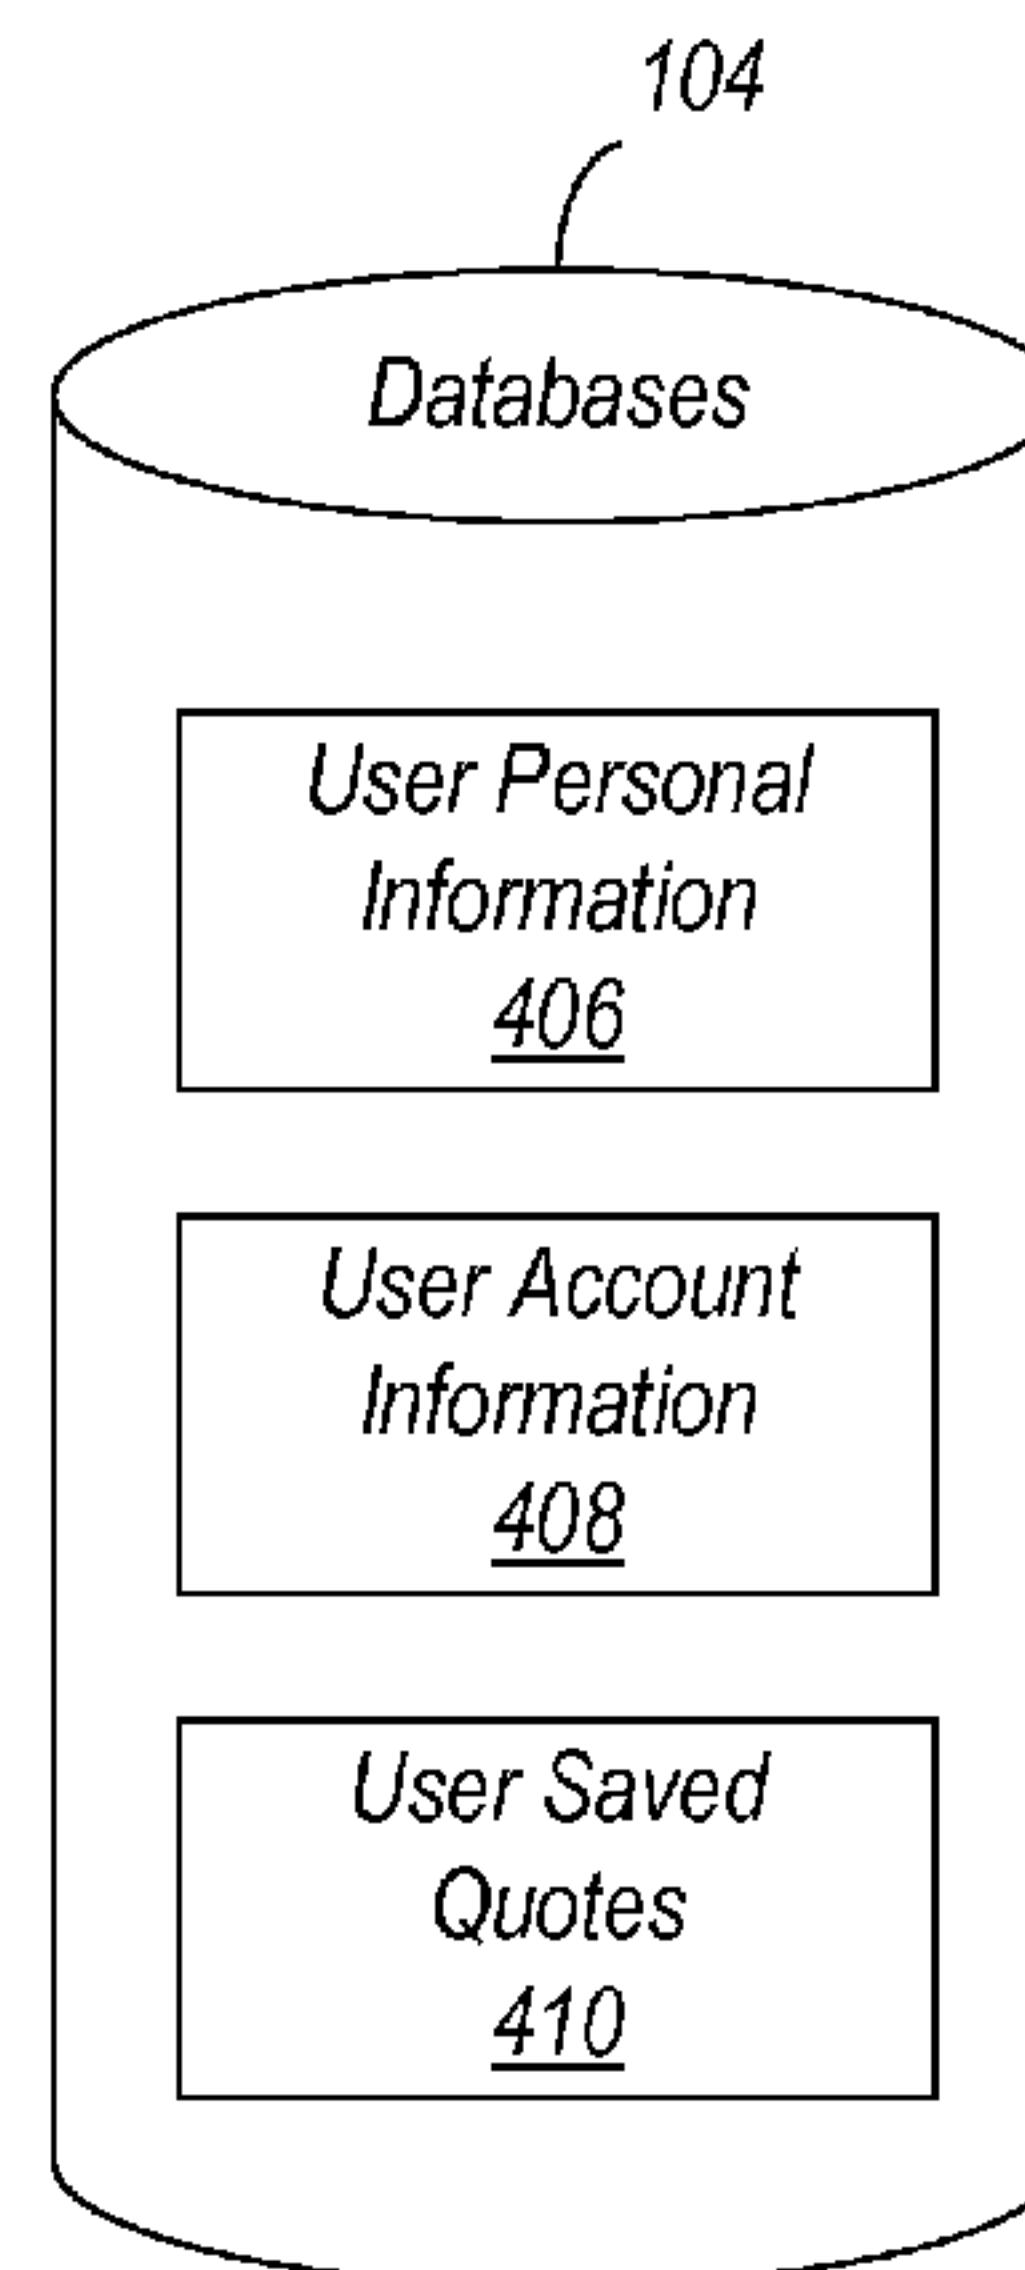 104
Databases
User Personal
Information
406
User Account
Information
408
User Saved
Quotes
410